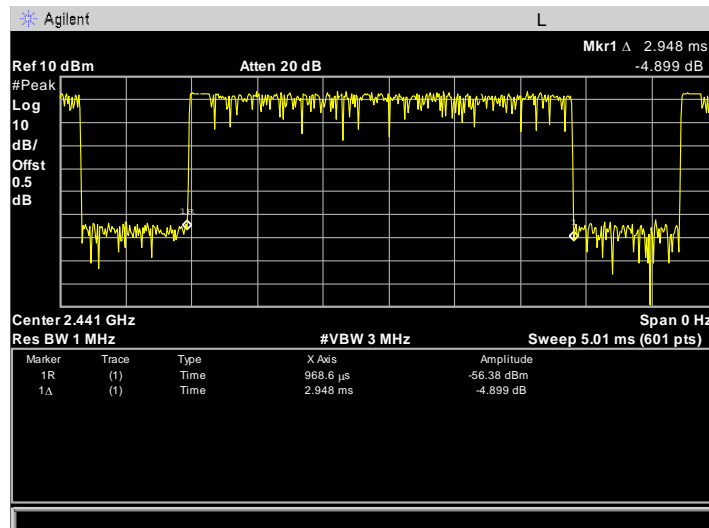 Agilent L
Mkr1 Δ 2.948 ms
Ref 10 dBm Atten 20 dB -4.899 dB
#Peak
Log
10
dB/
Offst
0.5
dB
1R
1
Center 2.441 GHz Span 0 Hz
Res BW 1 MHz #VBW 3 MHz Sweep 5.01 ms (601 pts)
Marker Trace Type X Axis Amplitude
1R (1) Time 968.6 μs -56.38 dBm
1Δ (1) Time 2.948 ms -4.899 dB